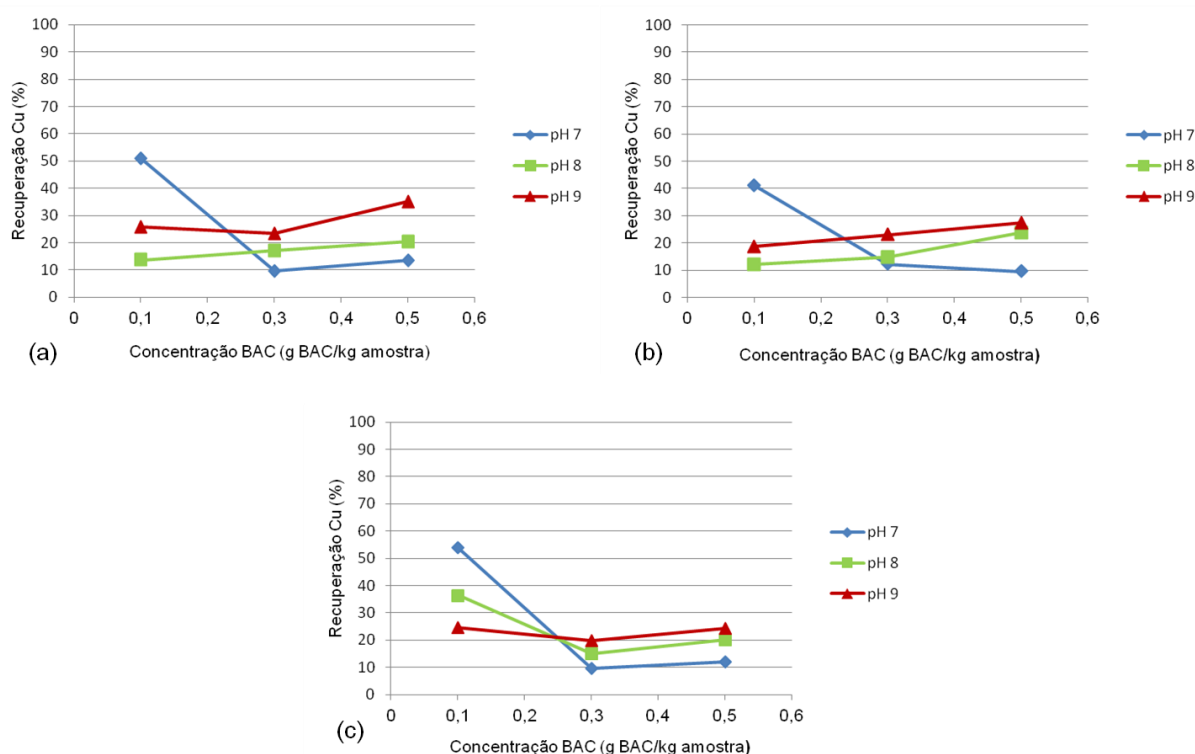 100
90
80
70
60
50
40
30
20
10
0
Recuperação Cu (%)
0 0,1 0,2 0,3 0,4 0,5 0,6
Concentração BAC (g BAC/kg amostra)
pH 7
pH 8
pH 9
(a)
100
90
80
70
60
50
40
30
20
10
0
Recuperação Cu (%)
0 0,1 0,2 0,3 0,4 0,5 0,6
Concentração BAC (g BAC/kg amostra)
pH 7
pH 8
pH 9
(b)
100
90
80
70
60
50
40
30
20
10
0
Recuperação Cu (%)
0 0,1 0,2 0,3 0,4 0,5 0,6
Concentração BAC (g BAC/kg amostra)
pH 7
pH 8
pH 9
(c)